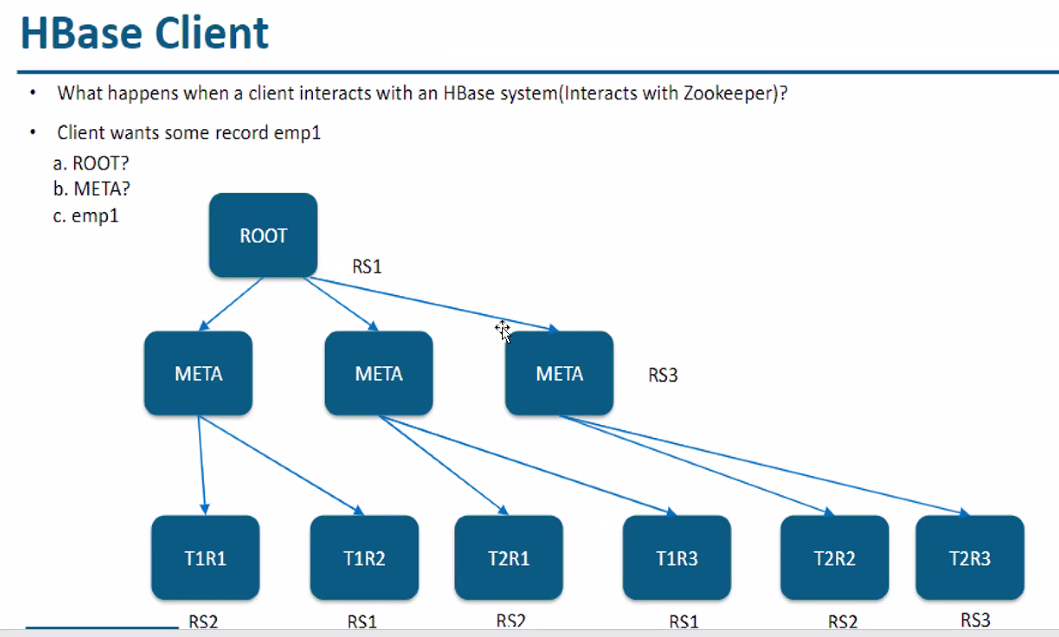 HBase Client
• What happens when a client interacts with an HBase system(Interacts with Zookeeper)?
• Client wants some record emp1
a. ROOT?
b. META?
c. emp1
ROOT
RS1
META
META
META
RS3
T1R1
T1R2
T2R1
T1R3
T2R2
T2R3
RS2
RS1
RS2
RS1
RS2
RS3